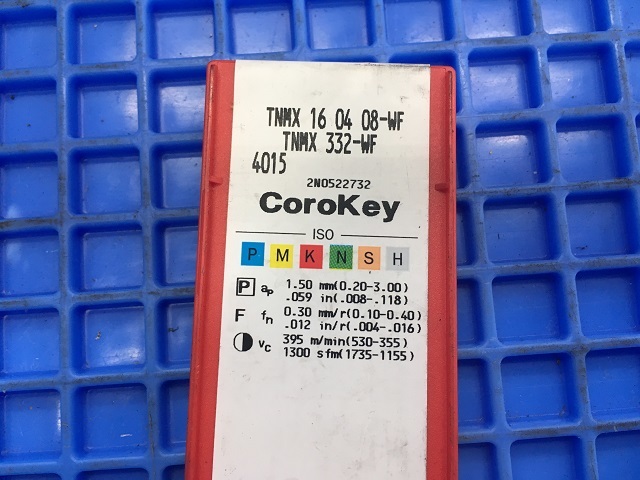 TNMX 16 04 08-WF
TNMX 332-WF
4015
2N0522732
CoroKey
ISO
P M K N S H
P ap 1.50 mm(0.20-3.00)
.059 in(.008-.118)
F fn 0.30 mm/r(0.10-0.40)
.012 in/r(.004-.016)
vc 395 m/min(530-355)
1300 sfm(1735-1155)